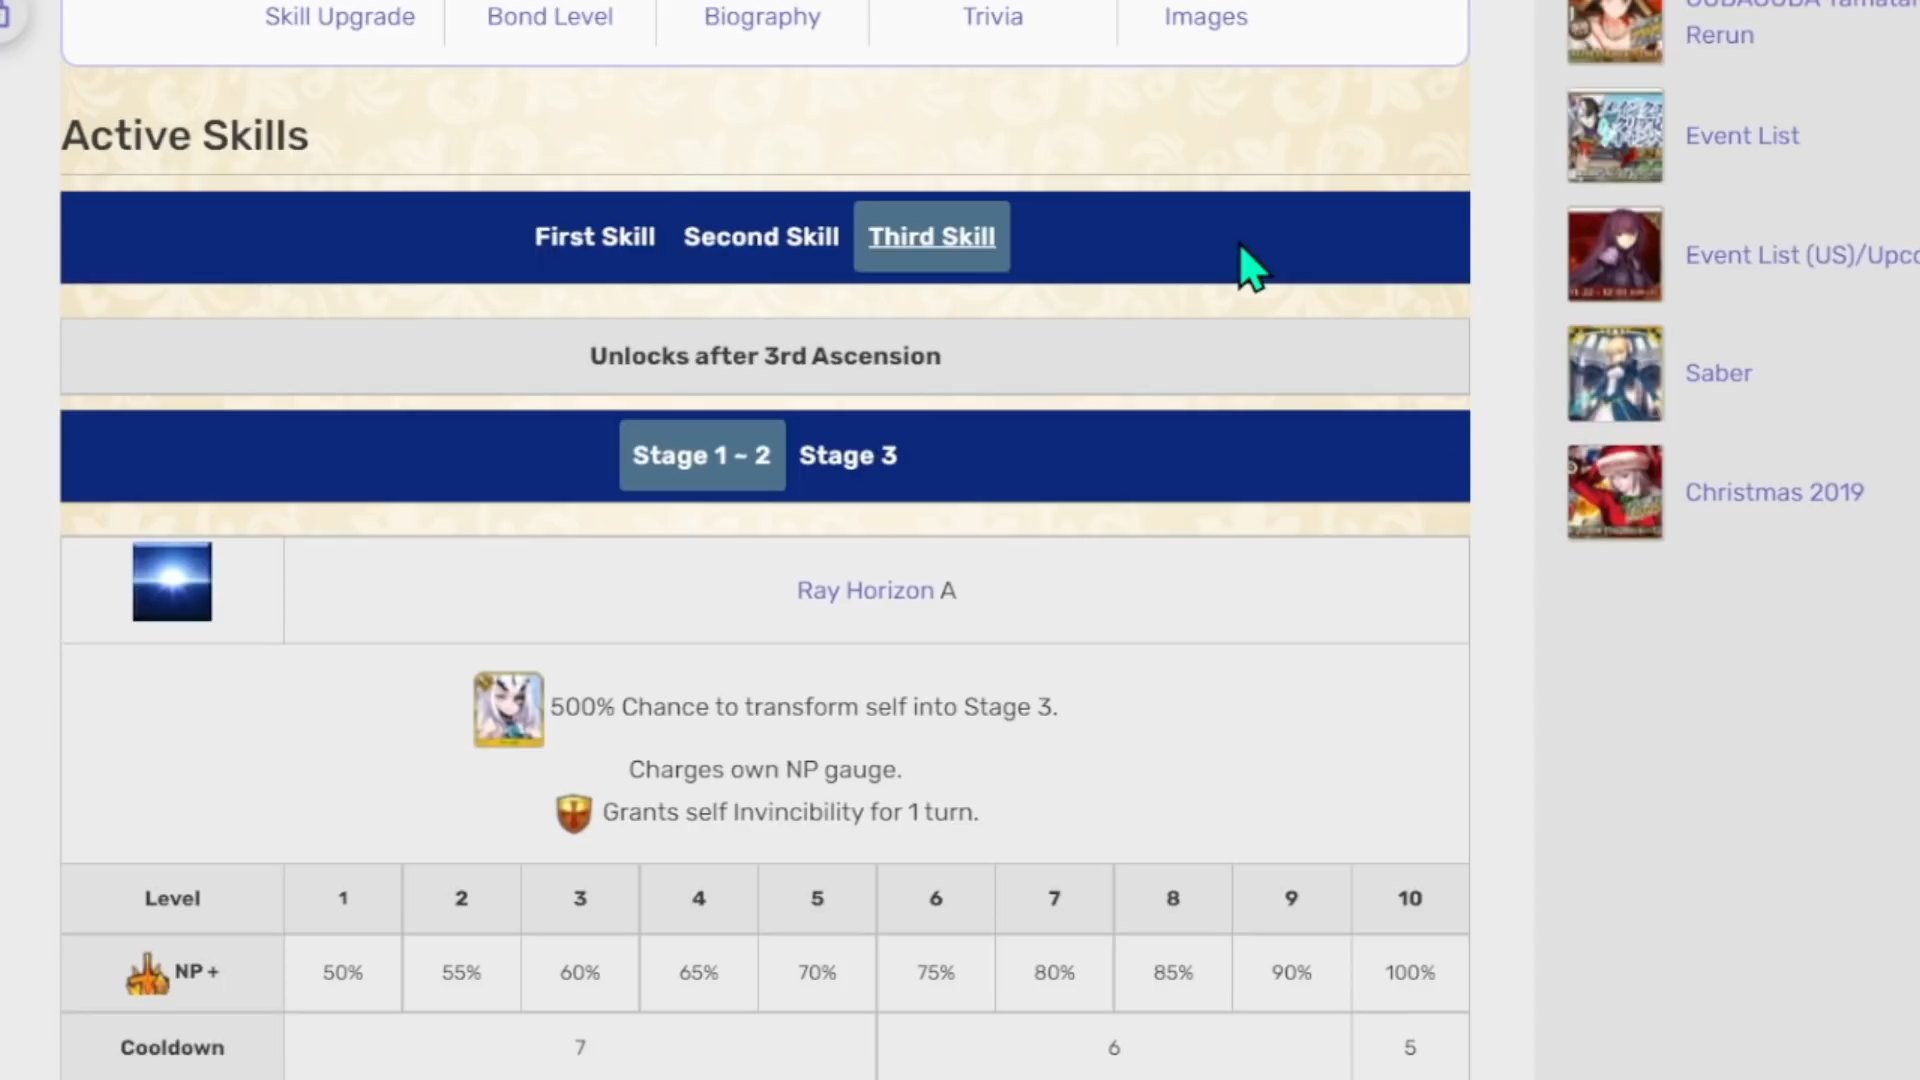 Skill Upgrade
Bond Level
Biography
Trivia
Images
Active Skills
First Skill
Second Skill
Third Skill
Unlocks after 3rd Ascension
Stage 1 ~ 2
Stage 3
Ray Horizon A
500% Chance to transform self into Stage 3.
Charges own NP gauge.
Grants self Invincibility for 1 turn.
Level 1 2 3 4 5 6 7 8 9 10
NP + 50% 55% 60% 65% 70% 75% 80% 85% 90% 100%
Cooldown 7 6 5
Rerun
Event List
Event List (US)/Upco
Saber
Christmas 2019